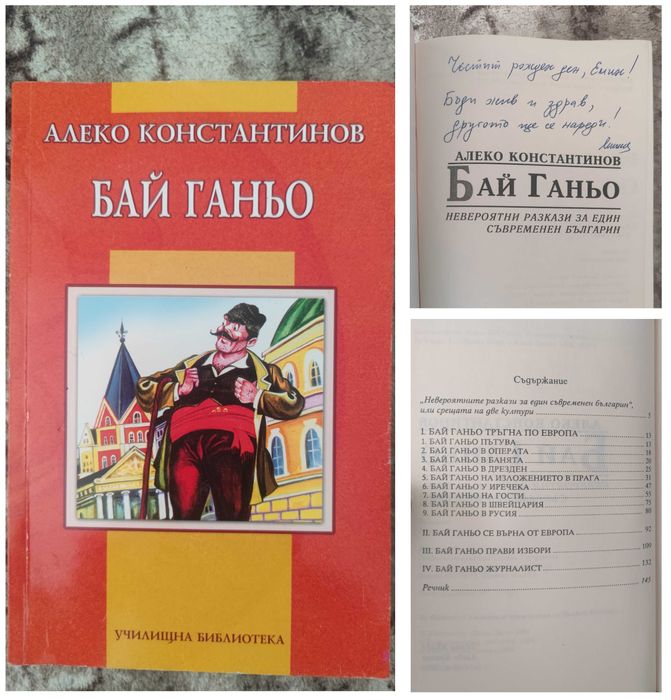 АЛЕКО КОНСТАНТИНОВ
БАЙ ГАНЬО
УЧИЛИЩНА БИБЛИОТЕКА
Честит рожден ден, Емин!
Бъди жив и здрав,
другото ще се нареди!
АЛЕКО КОНСТАНТИНОВ
БАЙ ГАНЬО
НЕВЕРОЯТНИ РАЗКАЗИ ЗА ЕДИН
СЪВРЕМЕНЕН БЪЛГАРИН
Съдържание
„Невероятните разкази за един съвременен българин“,
или срещата на две култури 5
I. БАЙ ГАНЬО ТРЪГНА ПО ЕВРОПА 13
1. БАЙ ГАНЬО ПЪТУВА 13
2. БАЙ ГАНЬО В ОПЕРАТА 18
3. БАЙ ГАНЬО В БАНЯТА 20
4. БАЙ ГАНЬО В ДРЕЗДЕН 25
5. БАЙ ГАНЬО НА ИЗЛОЖЕНИЕТО В ПРАГА 31
6. БАЙ ГАНЬО У ИРЕЧЕКА 47
7. БАЙ ГАНЬО НА ГОСТИ 55
8. БАЙ ГАНЬО В ШВЕЙЦАРИЯ 75
9. БАЙ ГАНЬО В РУСИЯ 80
II. БАЙ ГАНЬО СЕ ВЪРНА ОТ ЕВРОПА 92
III. БАЙ ГАНЬО ПРАВИ ИЗБОРИ 109
IV. БАЙ ГАНЬО ЖУРНАЛИСТ 132
Речник 145